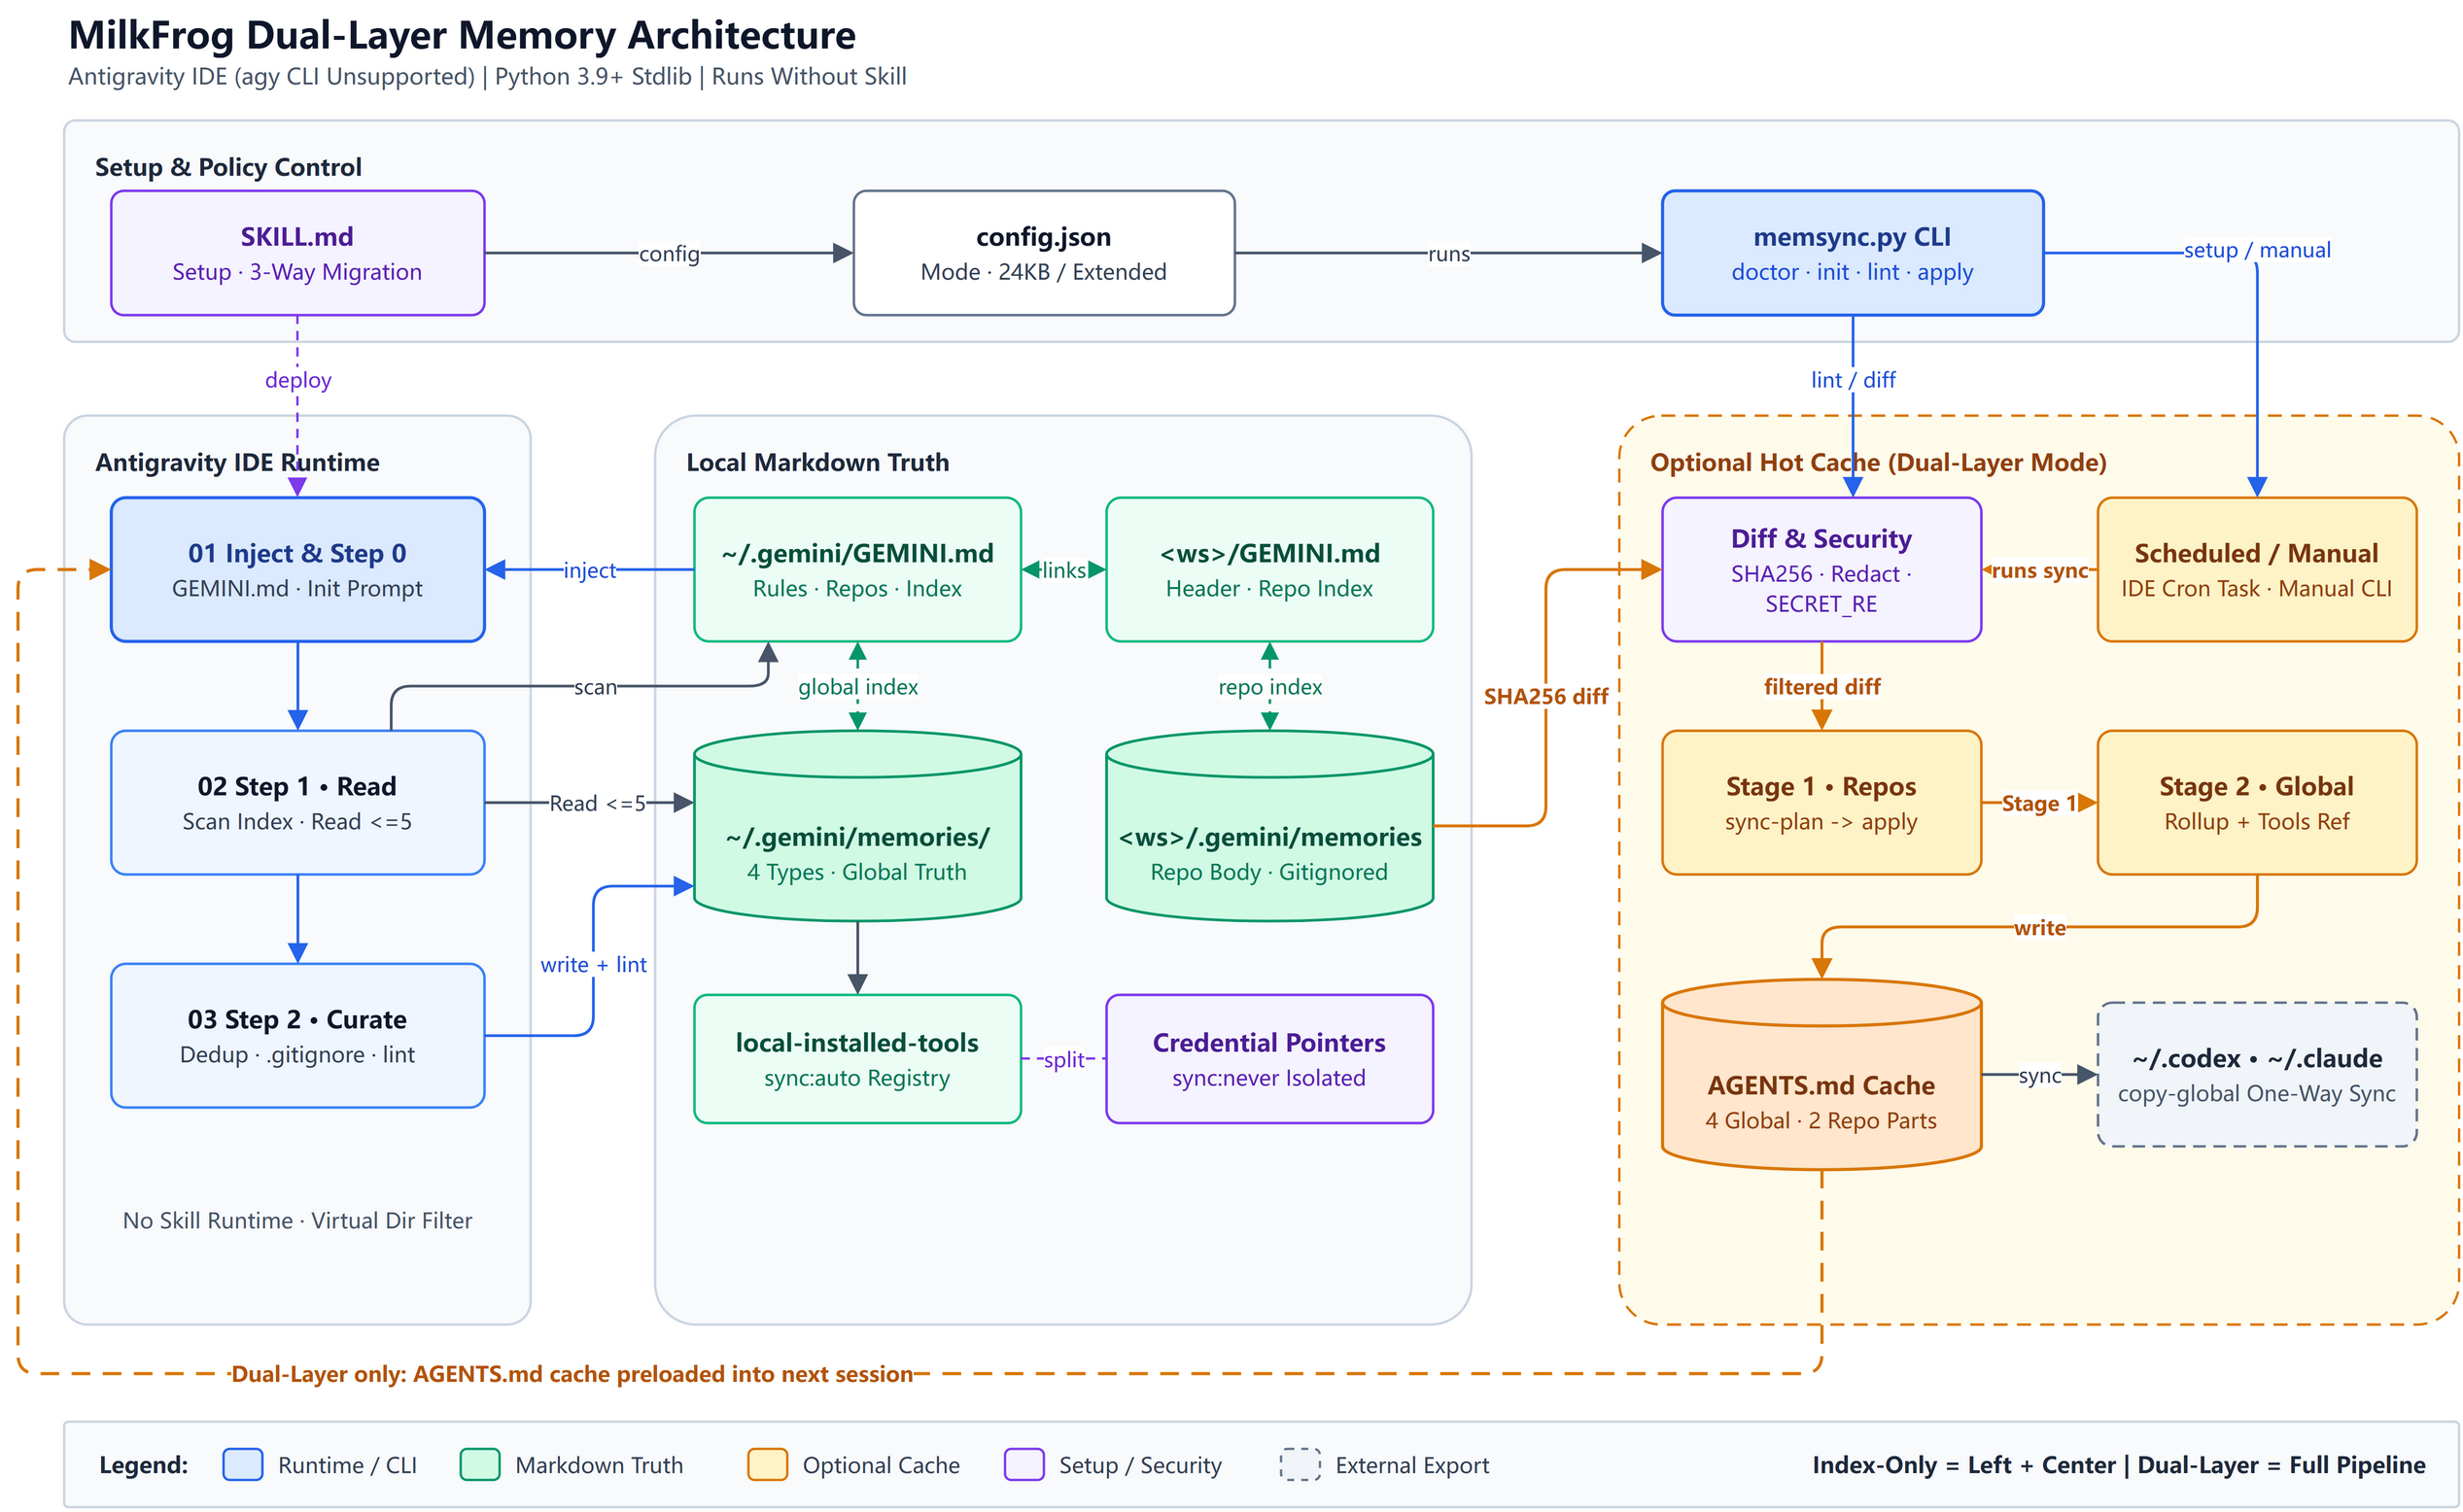 MilkFrog Dual-Layer Memory Architecture
Antigravity IDE (agy CLI Unsupported) | Python 3.9+ Stdlib | Runs Without Skill
Setup & Policy Control
SKILL.md
Setup · 3-Way Migration
config
config.json
Mode · 24KB / Extended
runs
memsync.py CLI
doctor · init · lint · apply
setup / manual
deploy
lint / diff
Antigravity IDE Runtime
01 Inject & Step 0
GEMINI.md · Init Prompt
02 Step 1 • Read
Scan Index · Read <=5
03 Step 2 • Curate
Dedup · .gitignore · lint
No Skill Runtime · Virtual Dir Filter
inject
scan
Read <=5
write + lint
Local Markdown Truth
~/.gemini/GEMINI.md
Rules · Repos · Index
links
<ws>/GEMINI.md
Header · Repo Index
global index
repo index
~/.gemini/memories/
4 Types · Global Truth
<ws>/.gemini/memories
Repo Body · Gitignored
local-installed-tools
sync:auto Registry
split
Credential Pointers
sync:never Isolated
SHA256 diff
Optional Hot Cache (Dual-Layer Mode)
Diff & Security
SHA256 · Redact ·
SECRET_RE
runs sync
Scheduled / Manual
IDE Cron Task · Manual CLI
filtered diff
Stage 1 • Repos
sync-plan -> apply
Stage 1
Stage 2 • Global
Rollup + Tools Ref
write
AGENTS.md Cache
4 Global · 2 Repo Parts
sync
~/.codex • ~/.claude
copy-global One-Way Sync
Dual-Layer only: AGENTS.md cache preloaded into next session
Legend:
Runtime / CLI
Markdown Truth
Optional Cache
Setup / Security
External Export
Index-Only = Left + Center | Dual-Layer = Full Pipeline